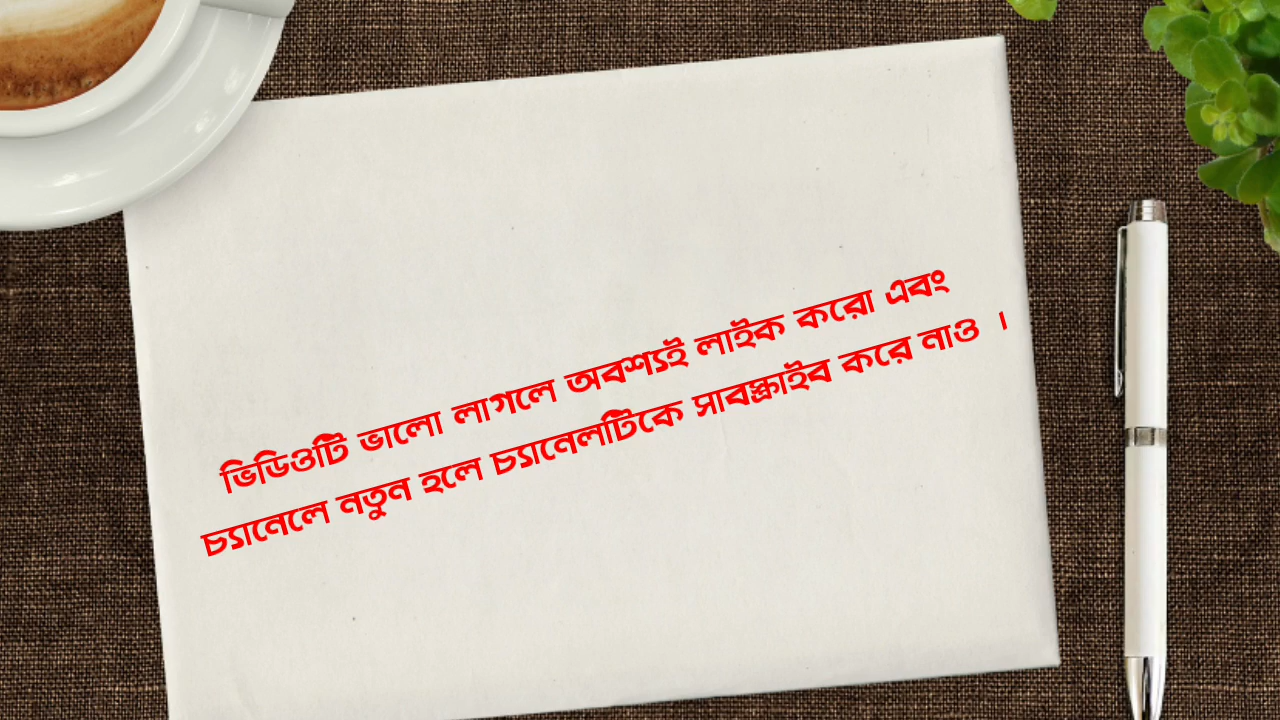 ভিডিওটি ভালো লাগলে অবশ্যই লাইক করো এবং
চ্যানেলে নতুন হলে চ্যানেলটিকে সাবস্ক্রাইব করে নাও ।